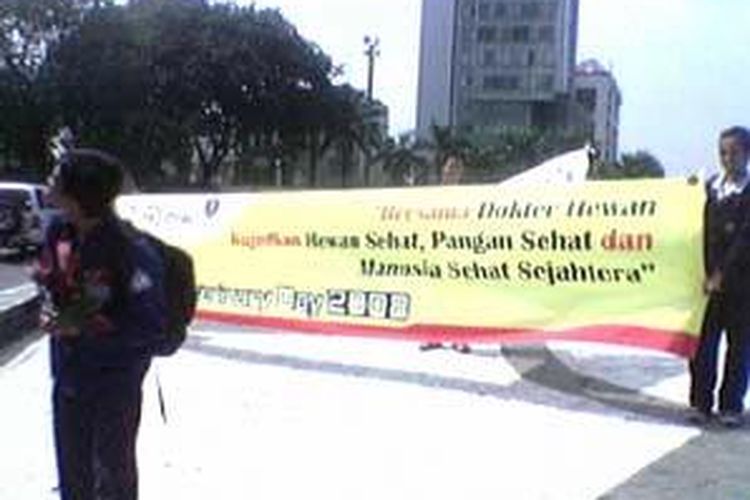 "Bersama Dokter Hewan
Wujudkan Hewan Sehat, Pangan Sehat dan
Manusia Sehat Sejahtera"
Day 2008